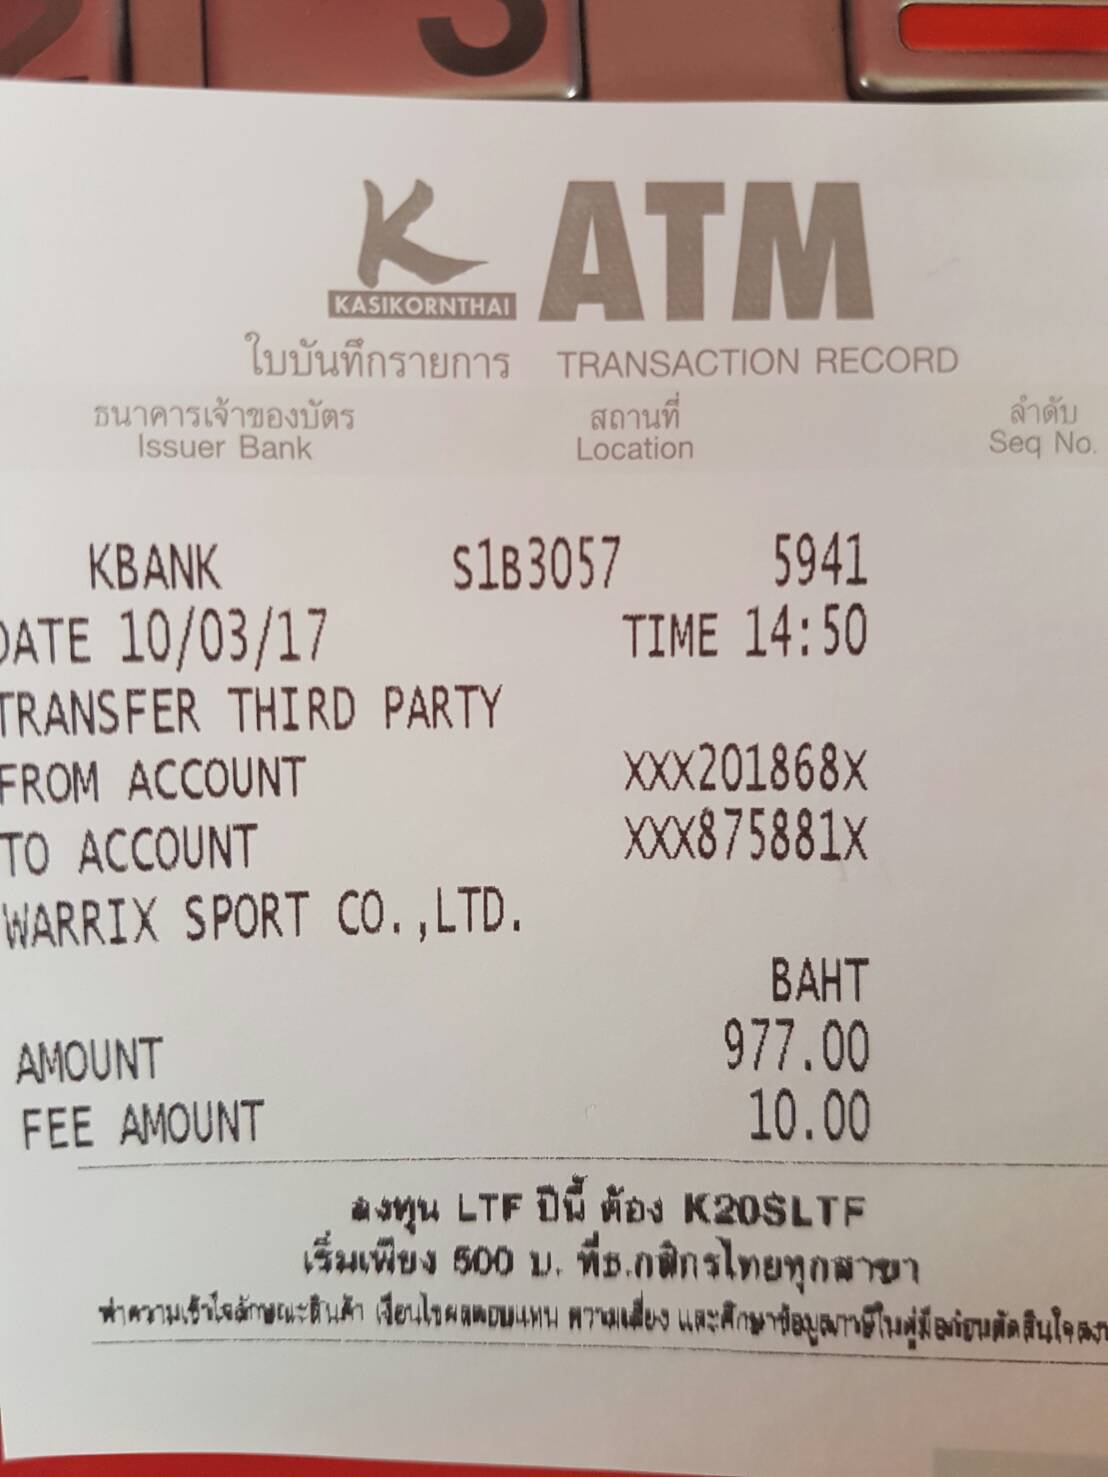 2 3
K ATM
KASIKORNTHAI
ใบบันทึกรายการ TRANSACTION RECORD
ธนาคารเจ้าของบัตร สถานที่ ลำดับ
Issuer Bank Location Seq No.
KBANK S1B3057 5941
DATE 10/03/17 TIME 14:50
TRANSFER THIRD PARTY
FROM ACCOUNT XXX201868X
TO ACCOUNT XXX875881X
WARRIX SPORT CO.,LTD.
BAHT
AMOUNT 977.00
FEE AMOUNT 10.00
ลงทุน LTF ปีนี้ ต้อง K20SLTF
เริ่มเพียง 500 บ. ที่ธ.กสิกรไทยทุกสาขา
ทำความเข้าใจลักษณะสินค้า เงื่อนไขผลตอบแทน ความเสี่ยง และศึกษาข้อมูลภาษีในคู่มือก่อนตัดสินใจ